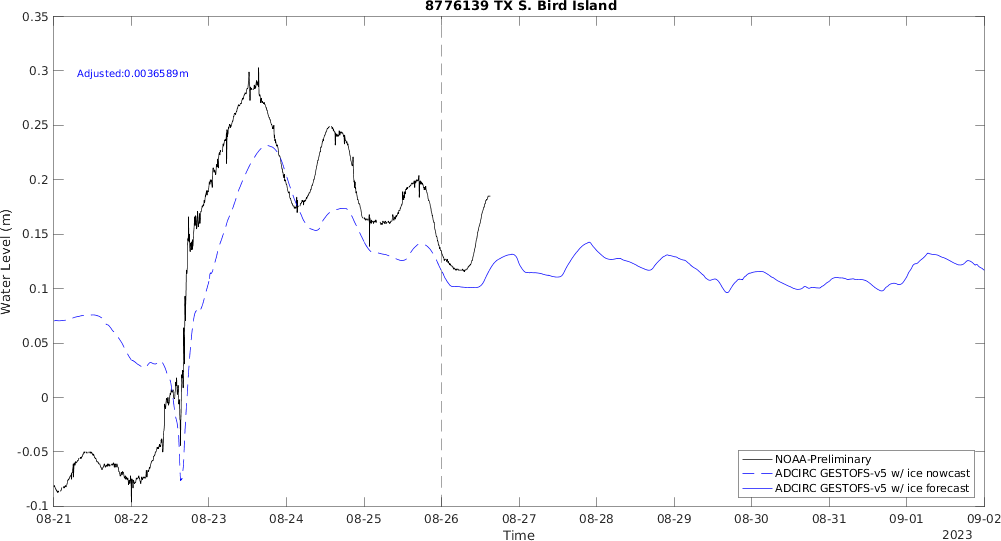 8776139 TX S. Bird Island
0.35
0.3
0.25
0.2
0.15
0.1
0.05
0
-0.05
-0.1
Water Level (m)
Adjusted:0.0036589m
NOAA-Preliminary
ADCIRC GESTOFS-v5 w/ ice nowcast
ADCIRC GESTOFS-v5 w/ ice forecast
08-21 08-22 08-23 08-24 08-25 08-26 08-27 08-28 08-29 08-30 08-31 09-01 09-02
Time
2023